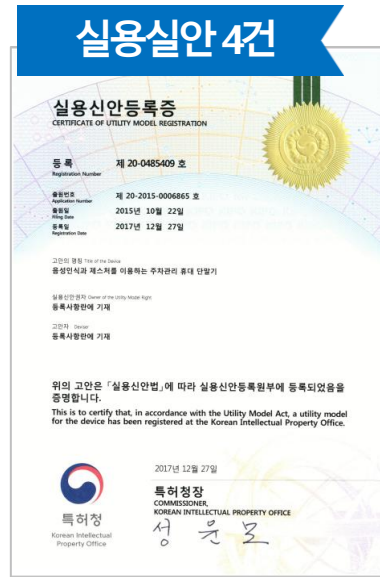 실용실안 4건
실용신안등록증
CERTIFICATE OF UTILITY MODEL REGISTRATION
등 록 제 20-0485409 호
Registration Number
출원번호 제 20-2015-0006865 호
Application Number
출원일 2015년 10월 22일
Filing Date
등록일 2017년 12월 27일
Registration Date
고안의 명칭 Title of the Device
음성인식과 제스처를 이용하는 주차관리 휴대 단말기
실용신안권자 Owner of the Utility Model Right
등록사항란에 기재
고안자 Deviser
등록사항란에 기재
위의 고안은 「실용신안법」에 따라 실용신안등록원부에 등록되었음을
증명합니다.
This is to certify that, in accordance with the Utility Model Act, a utility model
for the device has been registered at the Korean Intellectual Property Office.
2017년 12월 27일
특허청장
COMMISSIONER,
KOREAN INTELLECTUAL PROPERTY OFFICE
성 윤 모
특허청
Korean Intellectual
Property Office